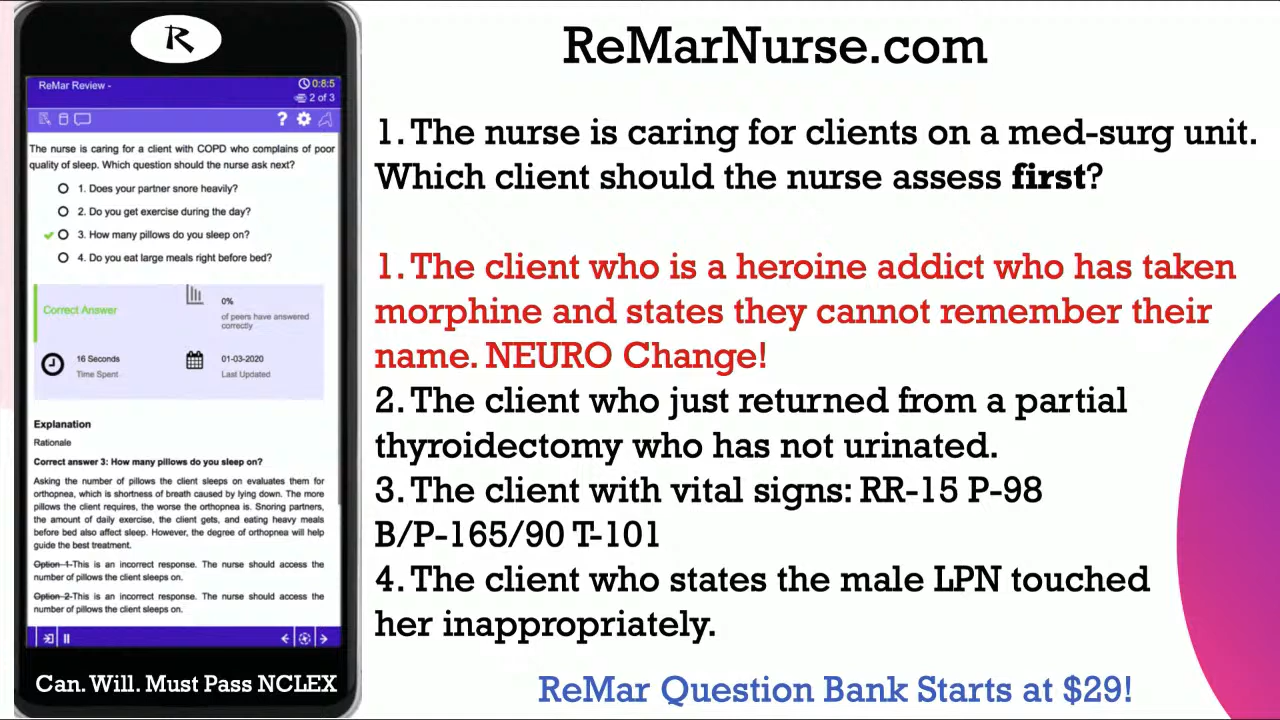 R
ReMar Review -
0:8:5
2 of 3
?
The nurse is caring for a client with COPD who complains of poor
quality of sleep. Which question should the nurse ask next?
1. Does your partner snore heavily?
2. Do you get exercise during the day?
3. How many pillows do you sleep on?
4. Do you eat large meals right before bed?
Correct Answer
0%
of peers have answered
correctly
16 Seconds
Time Spent
01-03-2020
Last Updated
Explanation
Rationale
Correct answer 3: How many pillows do you sleep on?
Asking the number of pillows the client sleeps on evaluates them for
orthopnea, which is shortness of breath caused by lying down. The more
pillows the client requires, the worse the orthopnea is. Snoring partners,
the amount of daily exercise, the client gets, and eating heavy meals
before bed also affect sleep. However, the degree of orthopnea will help
guide the best treatment.
Option 1-This is an incorrect response. The nurse should access the
number of pillows the client sleeps on.
Option 2-This is an incorrect response. The nurse should access the
number of pillows the client sleeps on.
Can. Will. Must Pass NCLEX
ReMarNurse.com
1. The nurse is caring for clients on a med-surg unit.
Which client should the nurse assess first?
1. The client who is a heroine addict who has taken
morphine and states they cannot remember their
name. NEURO Change!
2. The client who just returned from a partial
thyroidectomy who has not urinated.
3. The client with vital signs: RR-15 P-98
B/P-165/90 T-101
4. The client who states the male LPN touched
her inappropriately.
ReMar Question Bank Starts at $29!